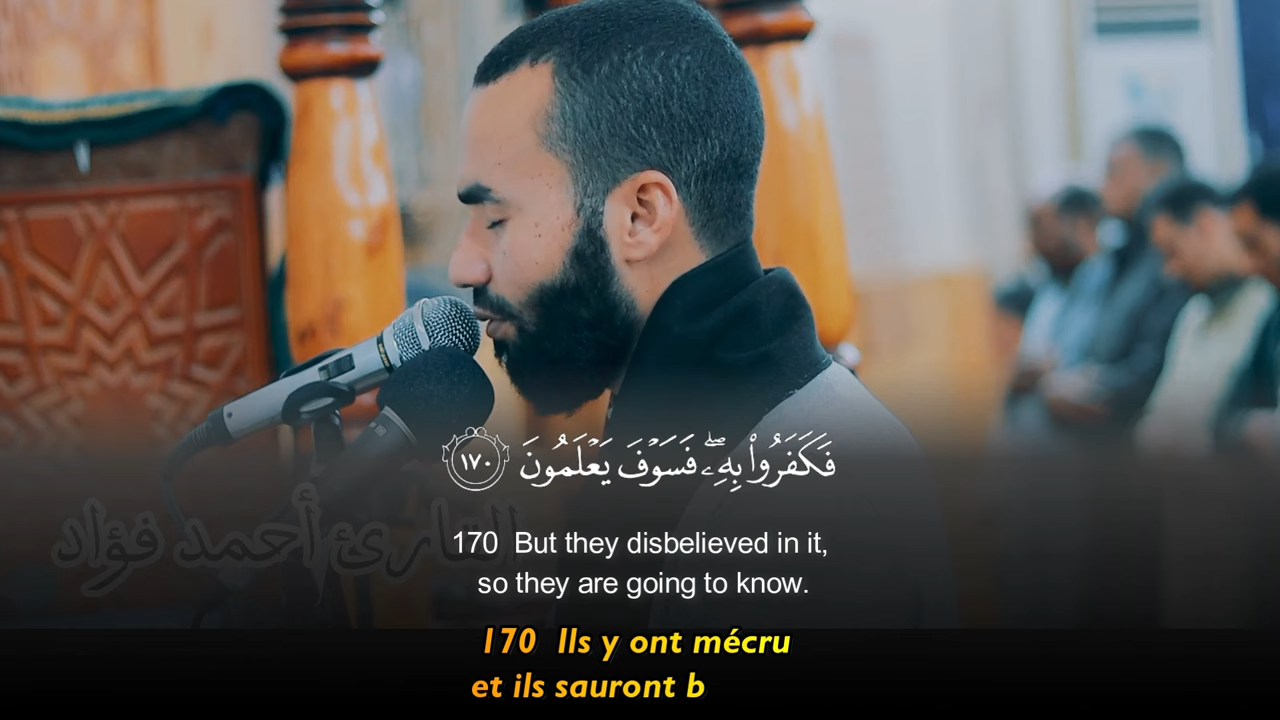 فَكَفَرُوا۟ بِهِۦۖ فَسَوْفَ يَعْلَمُونَ ١٧٠
القارئ أحمد فؤاد
170 But they disbelieved in it,
so they are going to know.
170 Ils y ont mécru
et ils sauront b